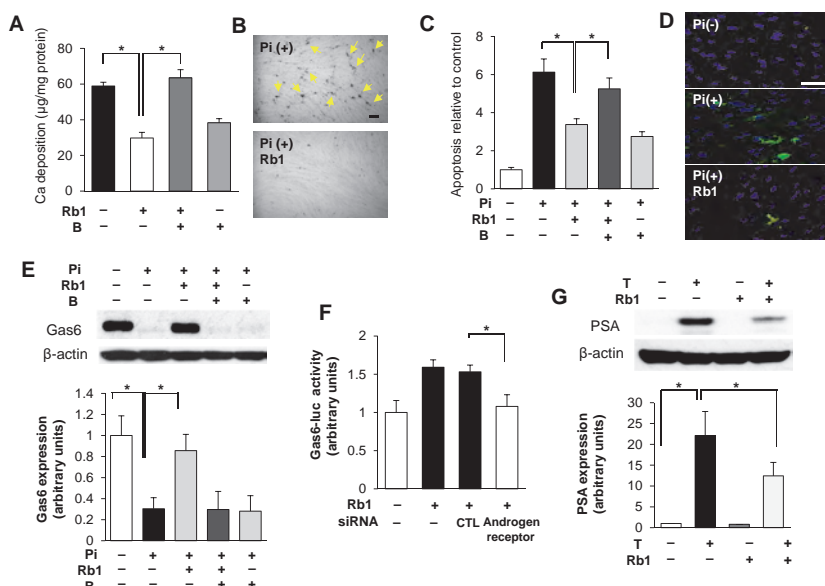 A
Ca deposition (μg/mg protein)
80
60
40
20
0
*
*
Rb1 – + + –
B – – + +
B
Pi (+)
Pi (+)
Rb1
C
Apoptosis relative to control
8
6
4
2
0
*
*
Pi – + + + +
Rb1 – – + + –
B – – – + +
D
Pi(-)
Pi(+)
Pi(+)
Rb1
E
Pi – + + + +
Rb1 – – + + –
B – – – + +
Gas6
β-actin
Gas6 expression
(arbitrary units)
1.4
1.2
1
0.8
0.6
0.4
0.2
0
*
*
Pi – + + + +
Rb1 – – + + –
B – – – + +
F
Gas6-luc activity
(arbitrary units)
2
1.5
1
0.5
0
*
Rb1 – + + +
siRNA – – CTL Androgen
receptor
G
T – + – +
Rb1 – – + +
PSA
β-actin
PSA expression
(arbitrary units)
30
25
20
15
10
5
0
*
*
T – + – +
Rb1 – – + +